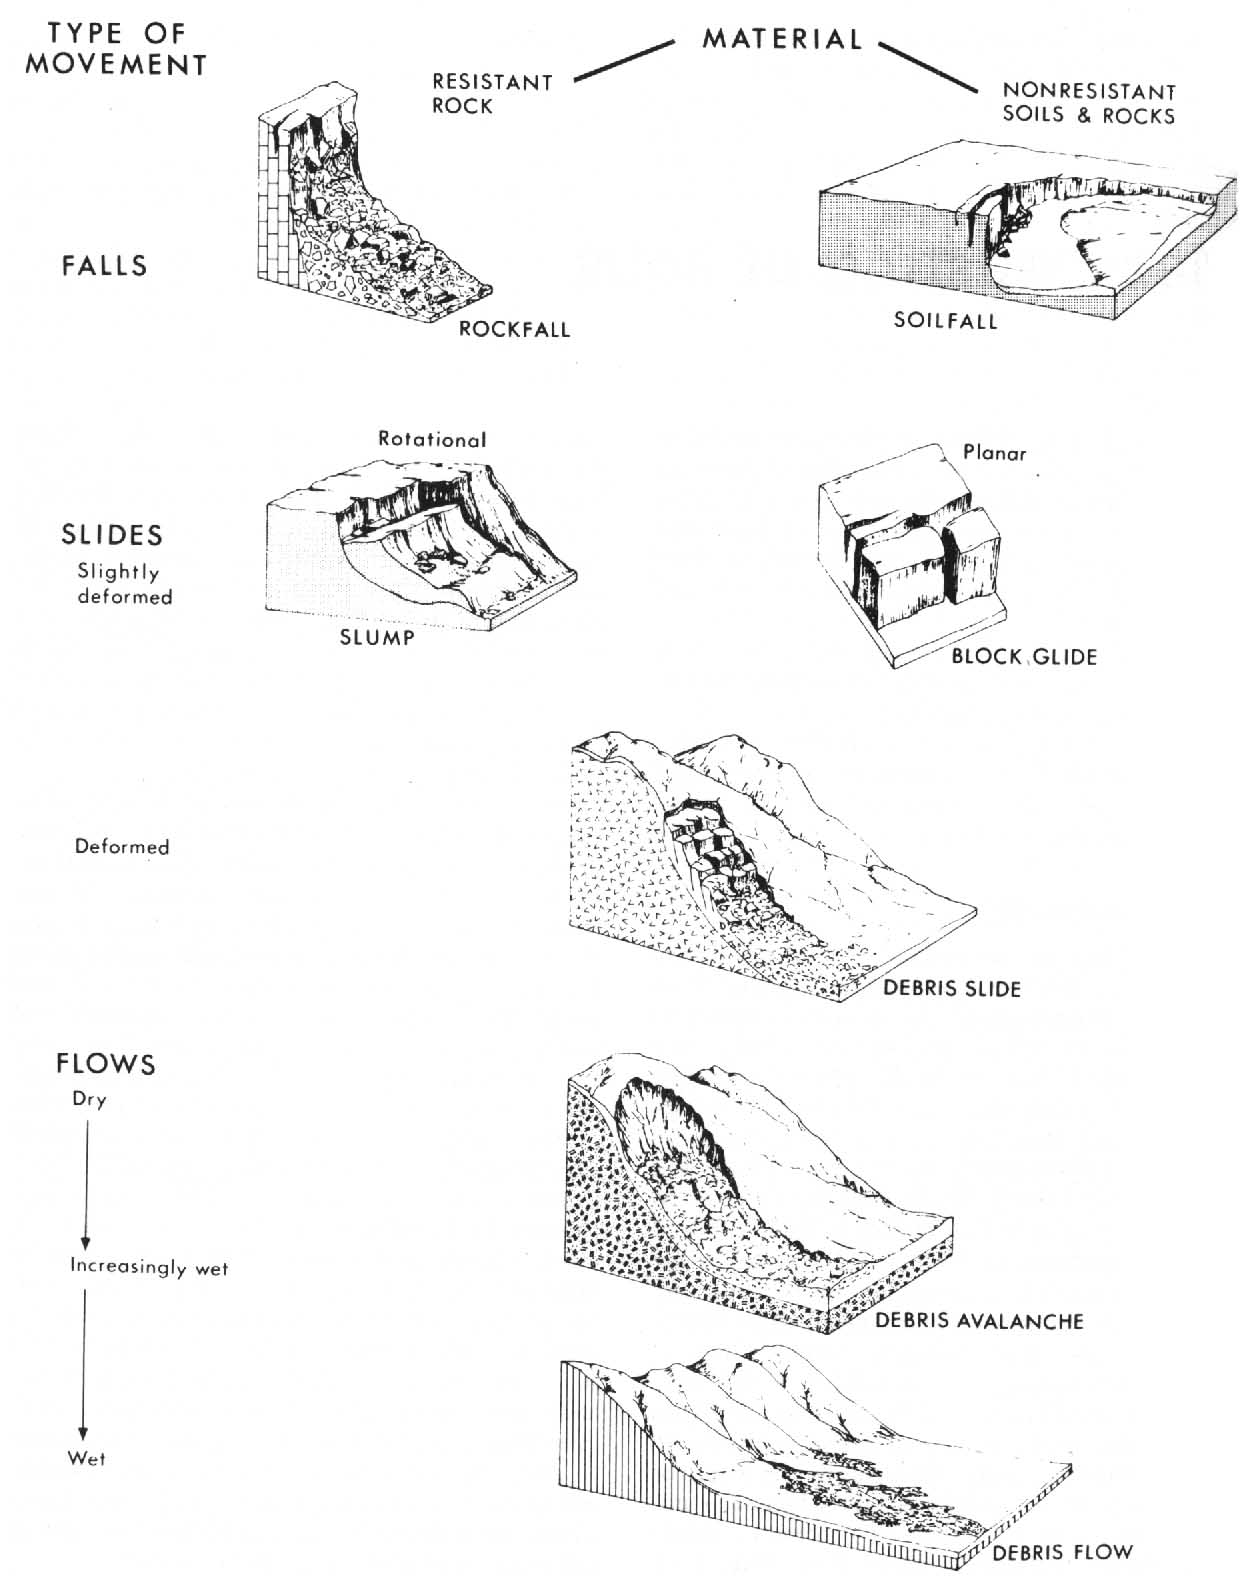 TYPE OF
MOVEMENT
MATERIAL
RESISTANT
ROCK
NONRESISTANT
SOILS & ROCKS
FALLS
ROCKFALL
SOILFALL
Rotational
Planar
SLIDES
Slightly
deformed
SLUMP
BLOCK GLIDE
Deformed
DEBRIS SLIDE
FLOWS
Dry
Increasingly wet
DEBRIS AVALANCHE
Wet
DEBRIS FLOW